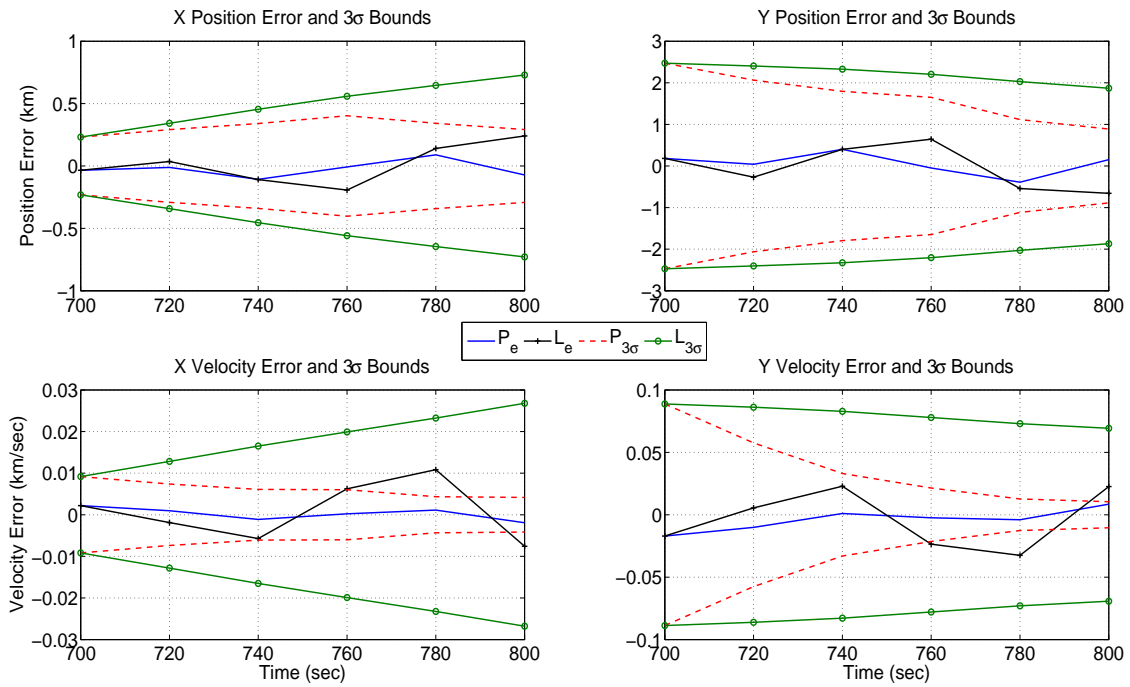 X Position Error and 3σ Bounds
Y Position Error and 3σ Bounds
Position Error (km)
1
0.5
0
−0.5
−1
700 720 740 760 780 800
3
2
1
0
−1
−2
−3
700 720 740 760 780 800
P_e L_e P_3σ L_3σ
X Velocity Error and 3σ Bounds
Y Velocity Error and 3σ Bounds
Velocity Error (km/sec)
0.03
0.02
0.01
0
−0.01
−0.02
−0.03
700 720 740 760 780 800
Time (sec)
0.1
0.05
0
−0.05
−0.1
700 720 740 760 780 800
Time (sec)